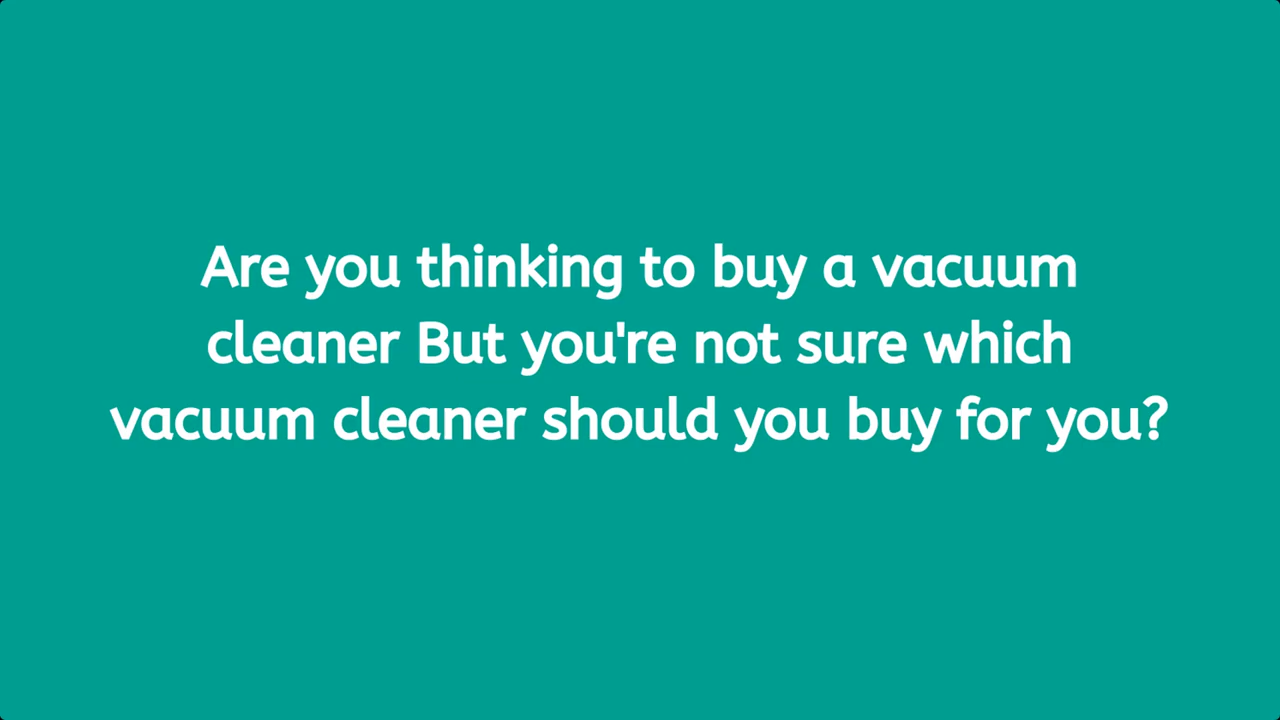 Are you thinking to buy a vacuum
cleaner But you're not sure which
vacuum cleaner should you buy for you?